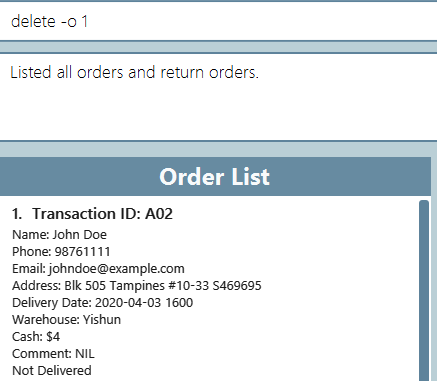 delete -o 1
Listed all orders and return orders.
Order List
1. Transaction ID: A02
Name: John Doe
Phone: 98761111
Email: johndoe@example.com
Address: Blk 505 Tampines #10-33 S469695
Delivery Date: 2020-04-03 1600
Warehouse: Yishun
Cash: $4
Comment: NIL
Not Delivered